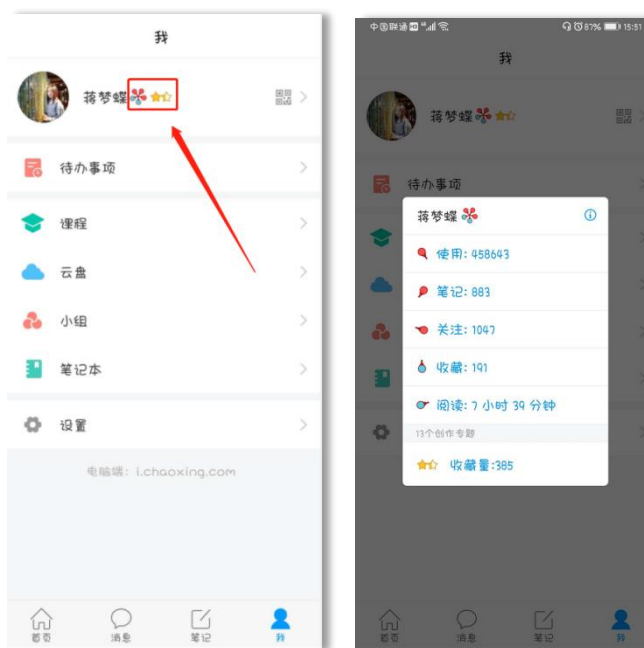 我
蒋梦蝶
待办事项
课程
云盘
小组
笔记本
设置
电脑端：i.chaoxing.com
首页
消息
笔记
我
中国联通 HD 87% 15:51
我
蒋梦蝶
待办事项
蒋梦蝶
使用: 458643
笔记: 883
关注: 1047
收藏: 191
阅读: 7 小时 39 分钟
13个创作专题
收藏量:385
首页
消息
笔记
我